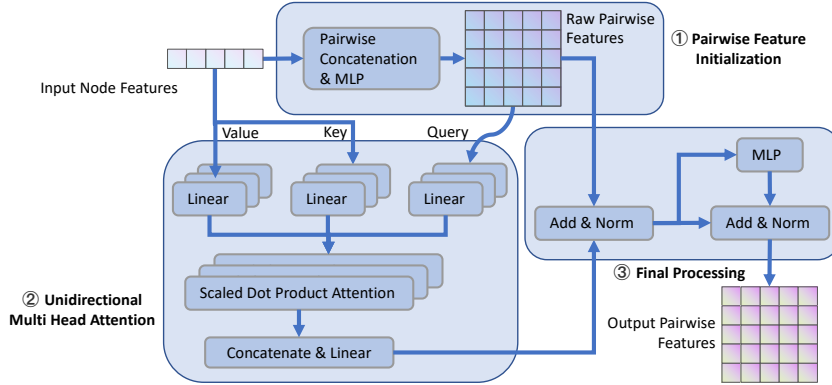 Pairwise
Concatenation
& MLP
Raw Pairwise
Features
① Pairwise Feature
Initialization
Input Node Features
Value
Key
Query
Linear
Linear
Linear
MLP
Add & Norm
Add & Norm
③ Final Processing
Scaled Dot Product Attention
② Unidirectional
Multi Head Attention
Concatenate & Linear
Output Pairwise
Features